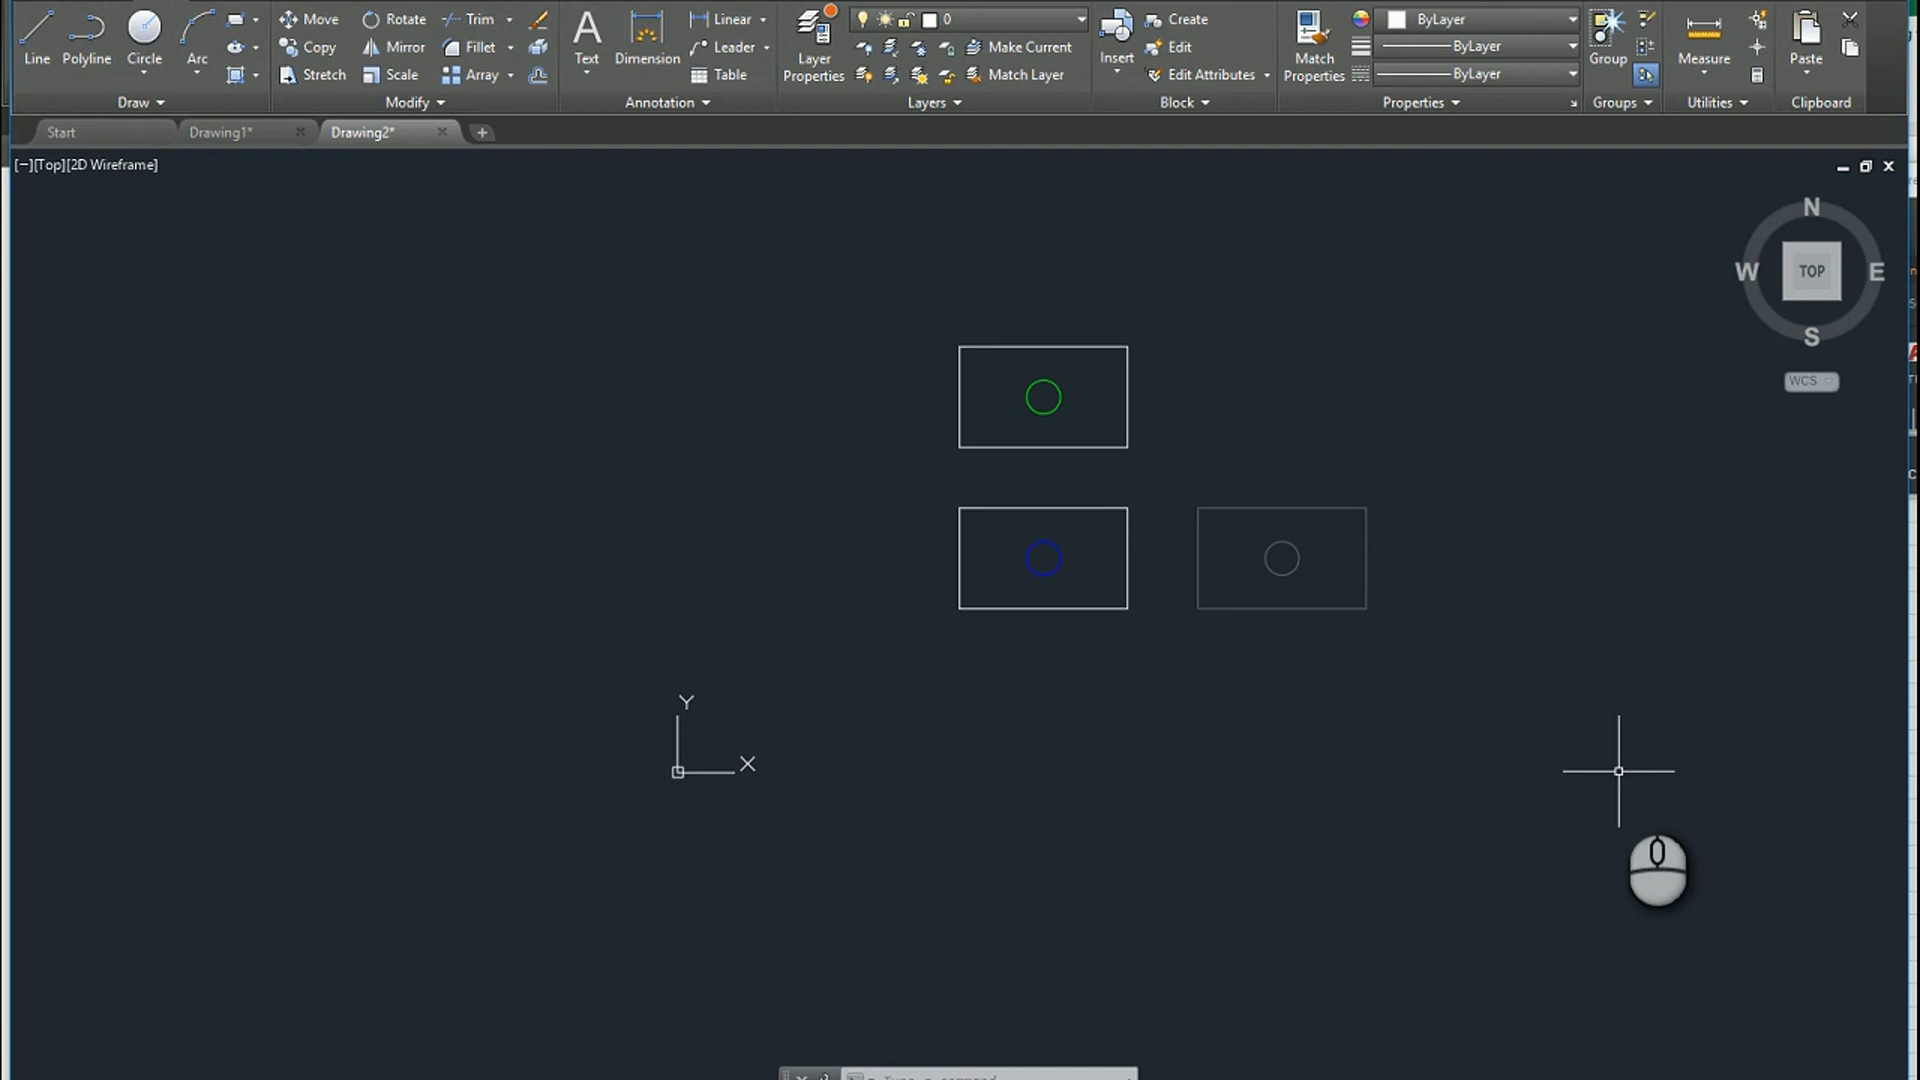 Line
Polyline
Circle
Arc
Move
Rotate
Trim
Copy
Mirror
Fillet
Stretch
Scale
Array
Text
Dimension
Linear
Leader
Table
Layer Properties
0
Make Current
Match Layer
Insert
Create
Edit
Edit Attributes
Match Properties
ByLayer
ByLayer
ByLayer
Group
Measure
Paste
Draw
Modify
Annotation
Layers
Block
Properties
Groups
Utilities
Clipboard
Start
Drawing1*
Drawing2*
[−][Top][2D Wireframe]
N
W
TOP
E
S
WCS
Y
X